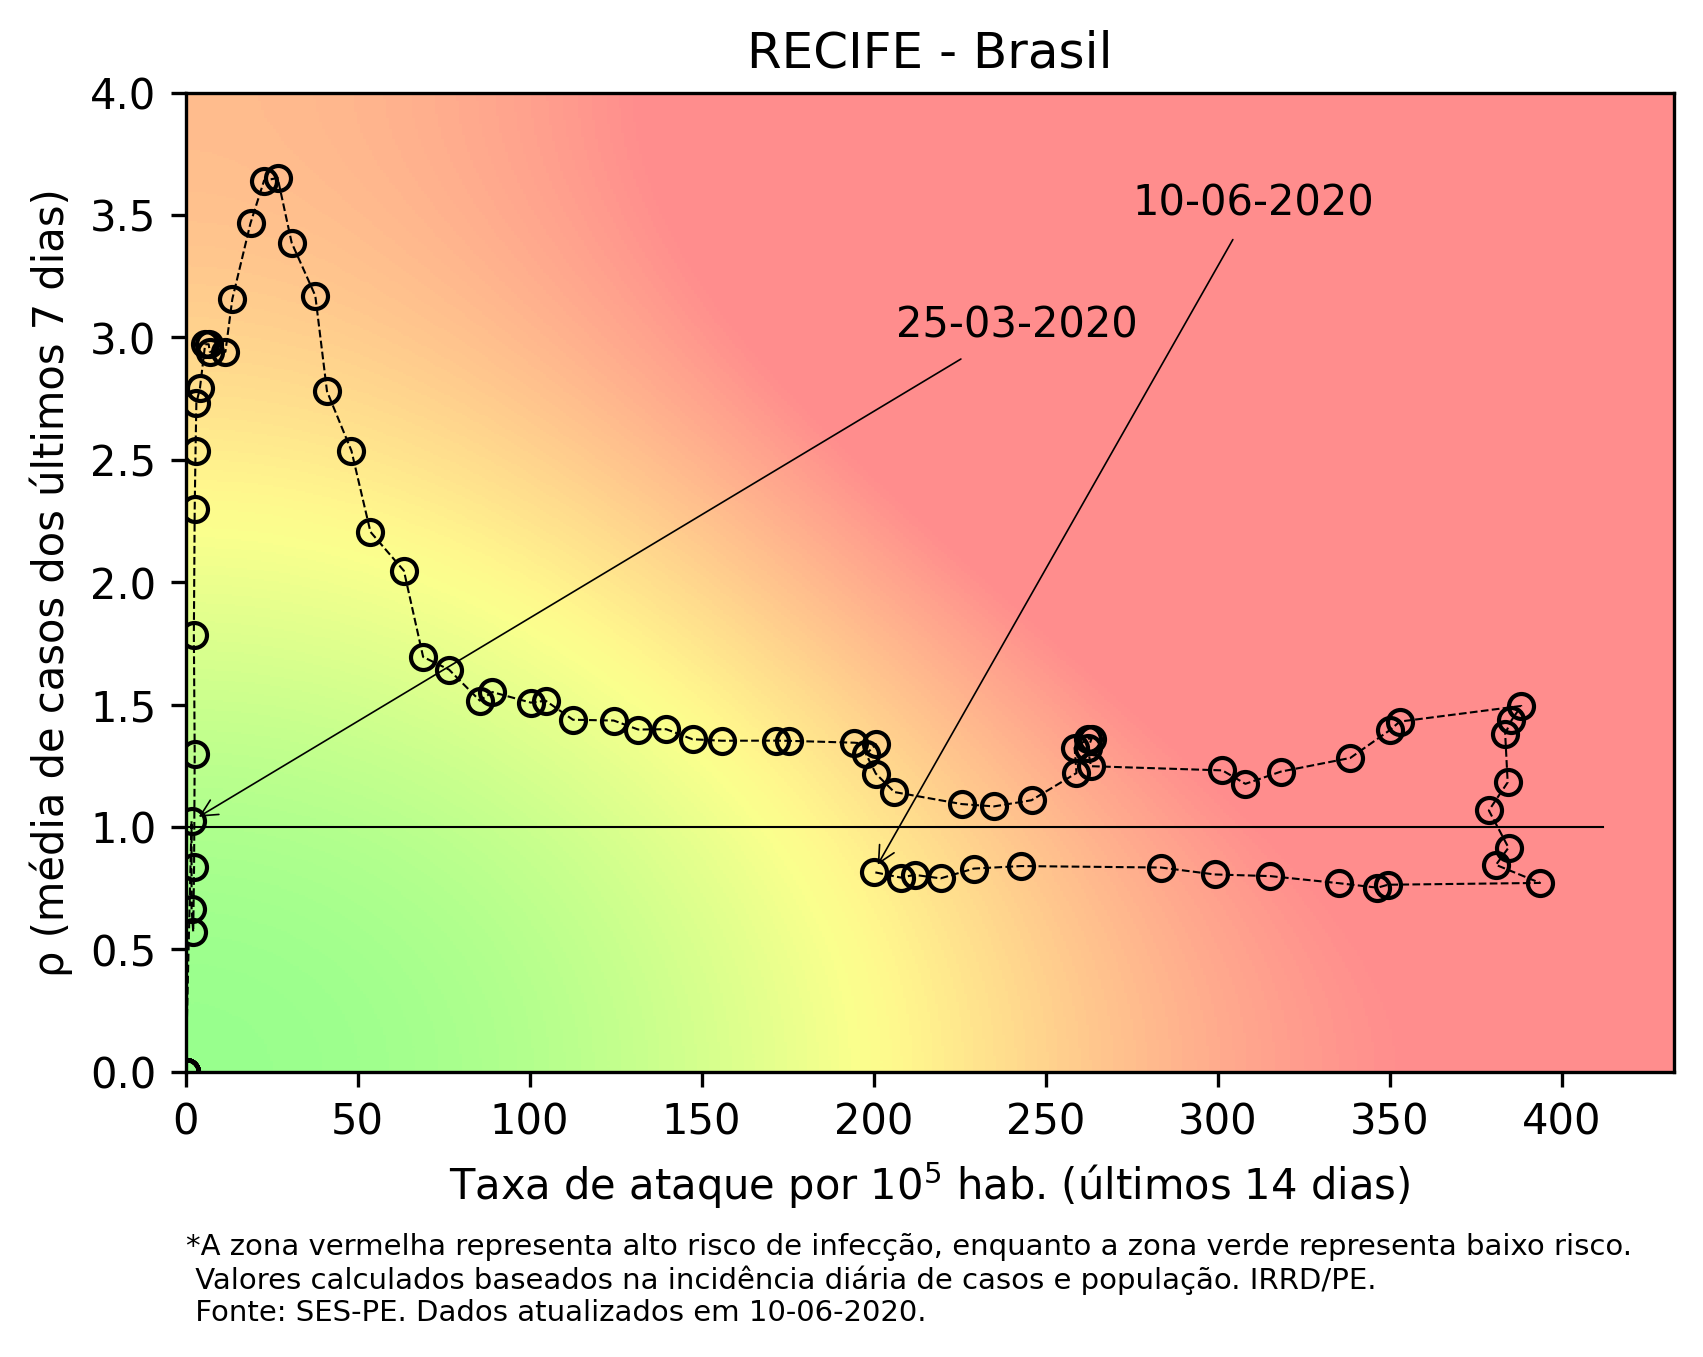 RECIFE - Brasil
4.0
3.5
3.0
2.5
2.0
1.5
1.0
0.5
0.0
ρ (média de casos dos últimos 7 dias)
10-06-2020
25-03-2020
0 50 100 150 200 250 300 350 400
Taxa de ataque por 10⁵ hab. (últimos 14 dias)
*A zona vermelha representa alto risco de infecção, enquanto a zona verde representa baixo risco.
Valores calculados baseados na incidência diária de casos e população. IRRD/PE.
Fonte: SES-PE. Dados atualizados em 10-06-2020.